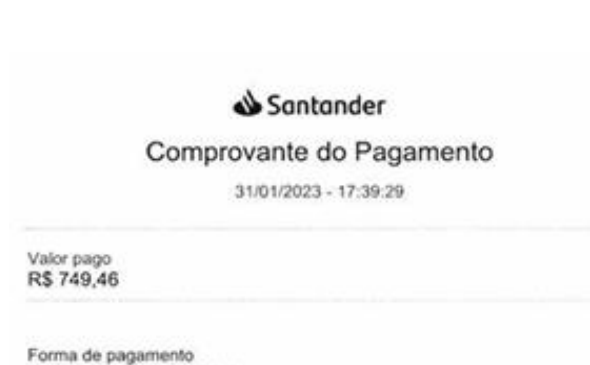 Santander
Comprovante do Pagamento
31/01/2023 - 17:39:29
Valor pago
R$ 749,46
Forma de pagamento